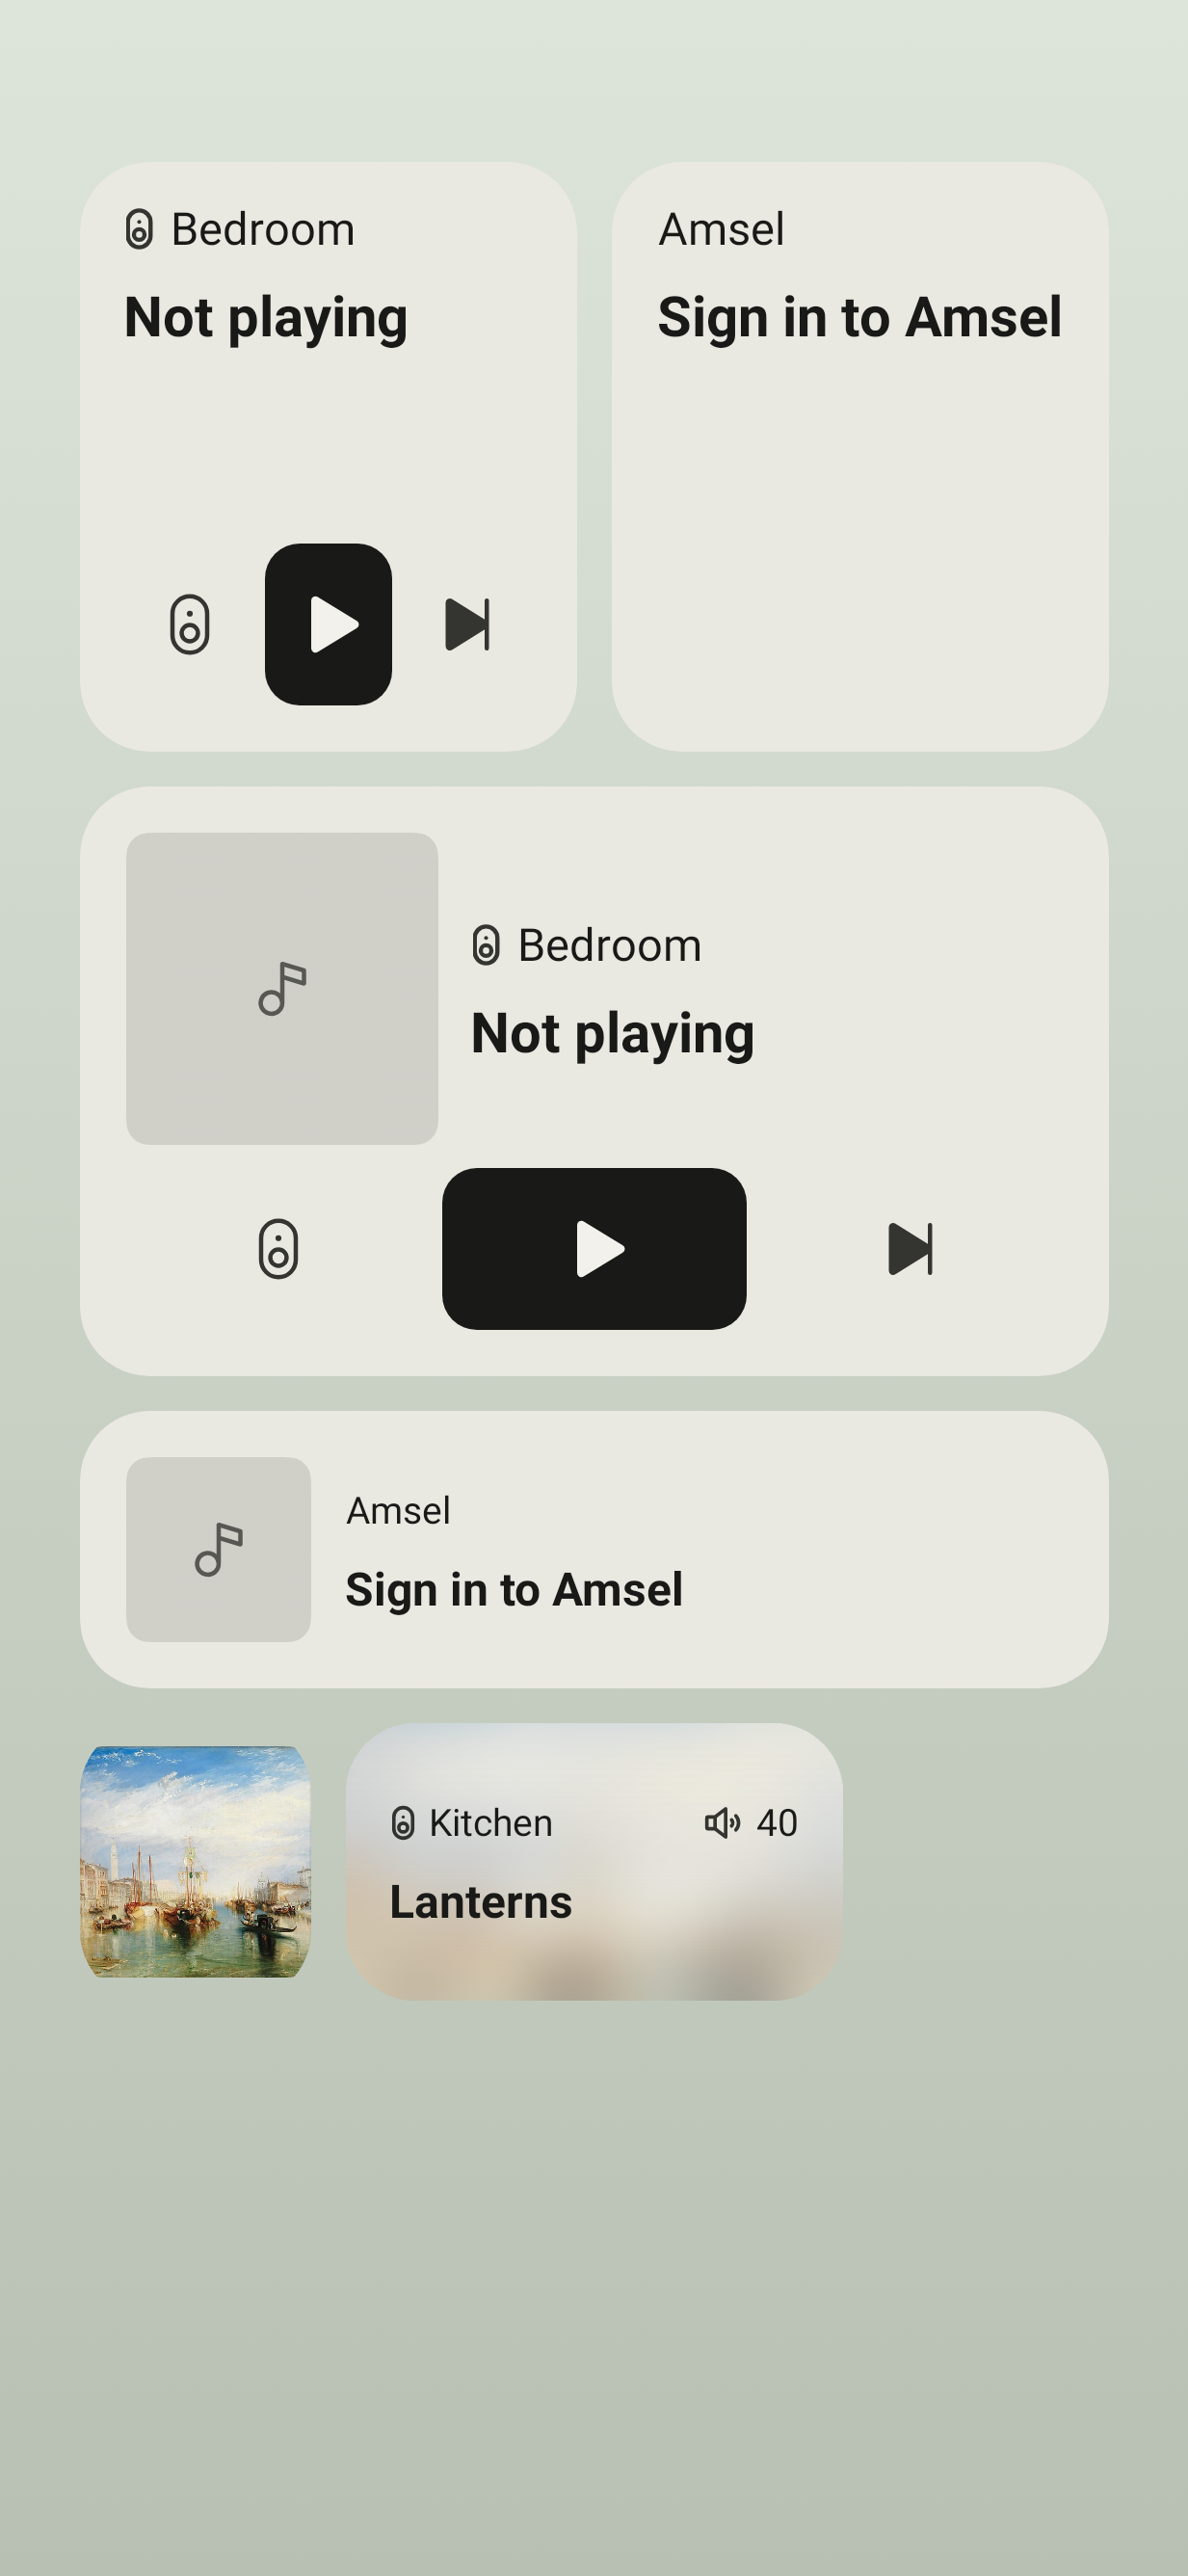 Bedroom
Not playing
Amsel
Sign in to Amsel
Bedroom
Not playing
Amsel
Sign in to Amsel
Kitchen
40
Lanterns